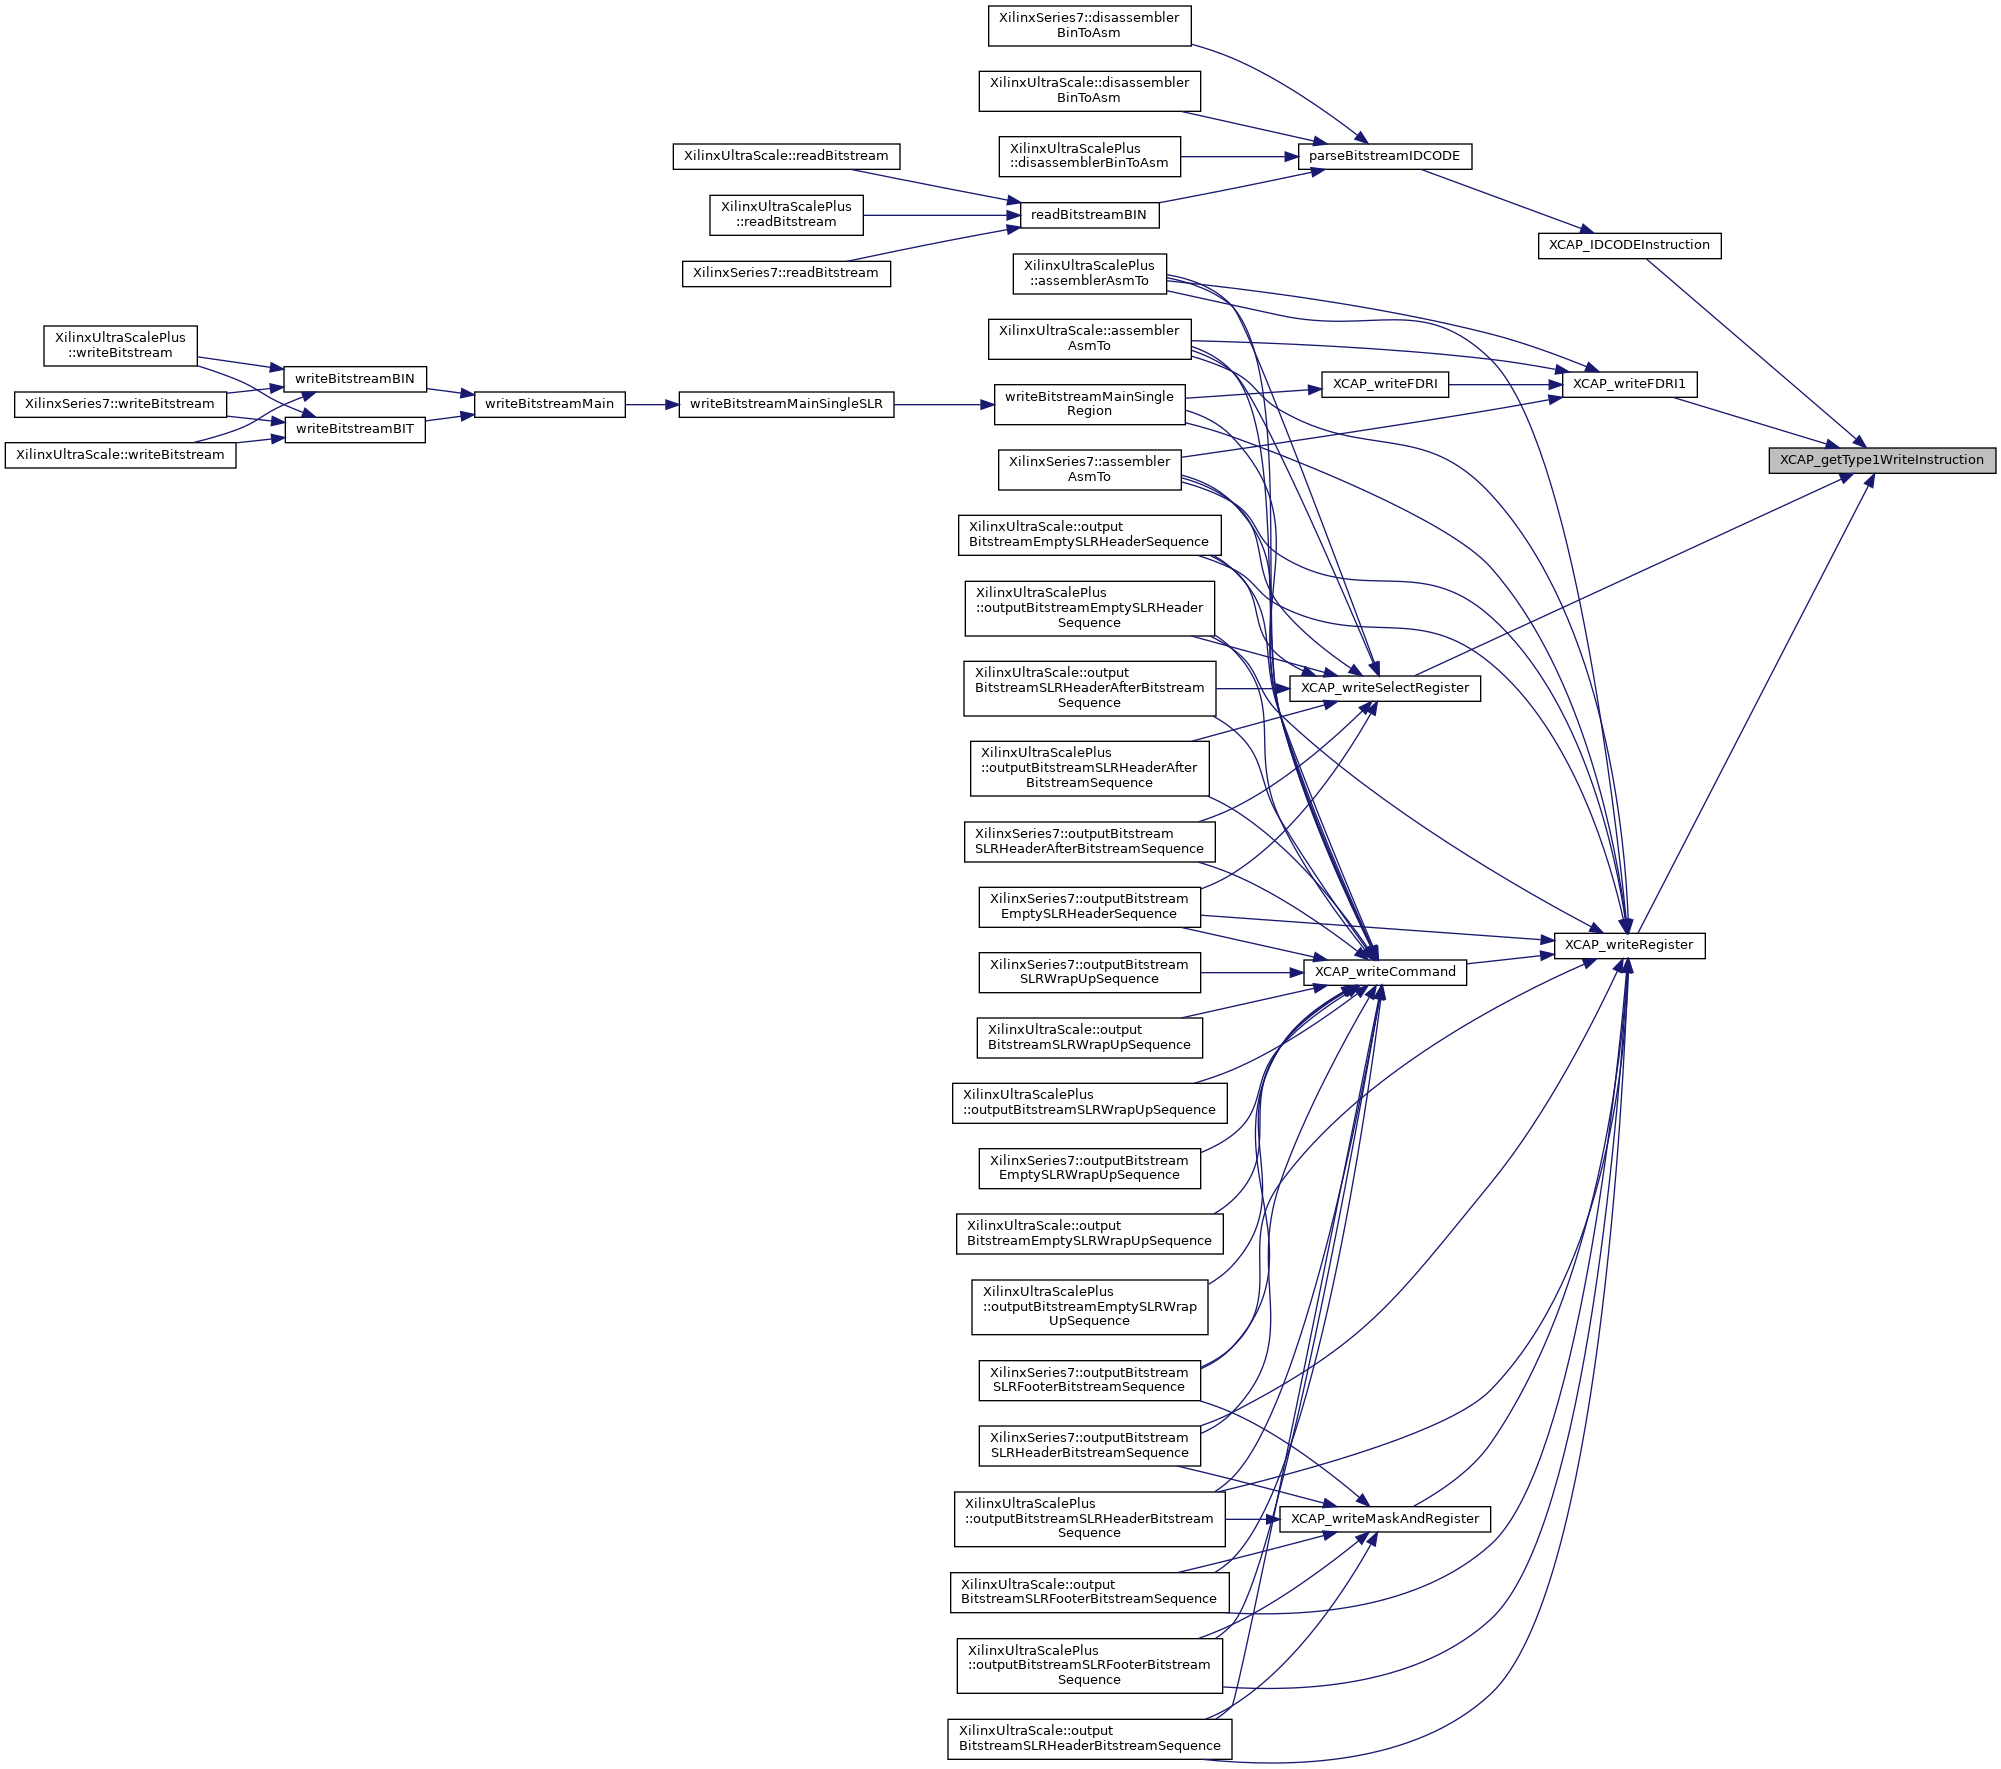 XilinxSeries7::disassembler
BinToAsm
XilinxUltraScale::disassembler
BinToAsm
XilinxUltraScalePlus
::disassemblerBinToAsm
parseBitstreamIDCODE
XilinxUltraScale::readBitstream
XilinxUltraScalePlus
::readBitstream
readBitstreamBIN
XilinxSeries7::readBitstream
XCAP_IDCODEInstruction
XilinxUltraScalePlus
::assemblerAsmTo
XilinxUltraScale::assembler
AsmTo
XilinxUltraScalePlus
::writeBitstream
writeBitstreamBIN
XilinxSeries7::writeBitstream
writeBitstreamBIT
XilinxUltraScale::writeBitstream
writeBitstreamMain
writeBitstreamMainSingleSLR
writeBitstreamMainSingle
Region
XCAP_writeFDRI
XCAP_writeFDRI1
XCAP_getType1WriteInstruction
XilinxSeries7::assembler
AsmTo
XilinxUltraScale::output
BitstreamEmptySLRHeaderSequence
XilinxUltraScalePlus
::outputBitstreamEmptySLRHeader
Sequence
XilinxUltraScale::output
BitstreamSLRHeaderAfterBitstream
Sequence
XCAP_writeSelectRegister
XilinxUltraScalePlus
::outputBitstreamSLRHeaderAfter
BitstreamSequence
XilinxSeries7::outputBitstream
SLRHeaderAfterBitstreamSequence
XilinxSeries7::outputBitstream
EmptySLRHeaderSequence
XCAP_writeRegister
XilinxSeries7::outputBitstream
SLRWrapUpSequence
XCAP_writeCommand
XilinxUltraScale::output
BitstreamSLRWrapUpSequence
XilinxUltraScalePlus
::outputBitstreamSLRWrapUpSequence
XilinxSeries7::outputBitstream
EmptySLRWrapUpSequence
XilinxUltraScale::output
BitstreamEmptySLRWrapUpSequence
XilinxUltraScalePlus
::outputBitstreamEmptySLRWrap
UpSequence
XilinxSeries7::outputBitstream
SLRFooterBitstreamSequence
XilinxSeries7::outputBitstream
SLRHeaderBitstreamSequence
XilinxUltraScalePlus
::outputBitstreamSLRHeaderBitstream
Sequence
XCAP_writeMaskAndRegister
XilinxUltraScale::output
BitstreamSLRFooterBitstreamSequence
XilinxUltraScalePlus
::outputBitstreamSLRFooterBitstream
Sequence
XilinxUltraScale::output
BitstreamSLRHeaderBitstreamSequence